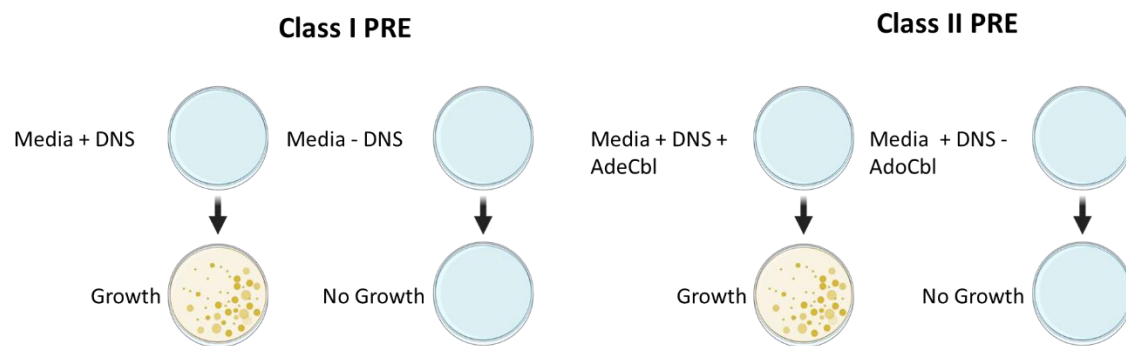 Class I PRE
Class II PRE
Media + DNS
Media - DNS
Media + DNS +
AdeCbl
Media + DNS -
AdoCbl
Growth
No Growth
Growth
No Growth